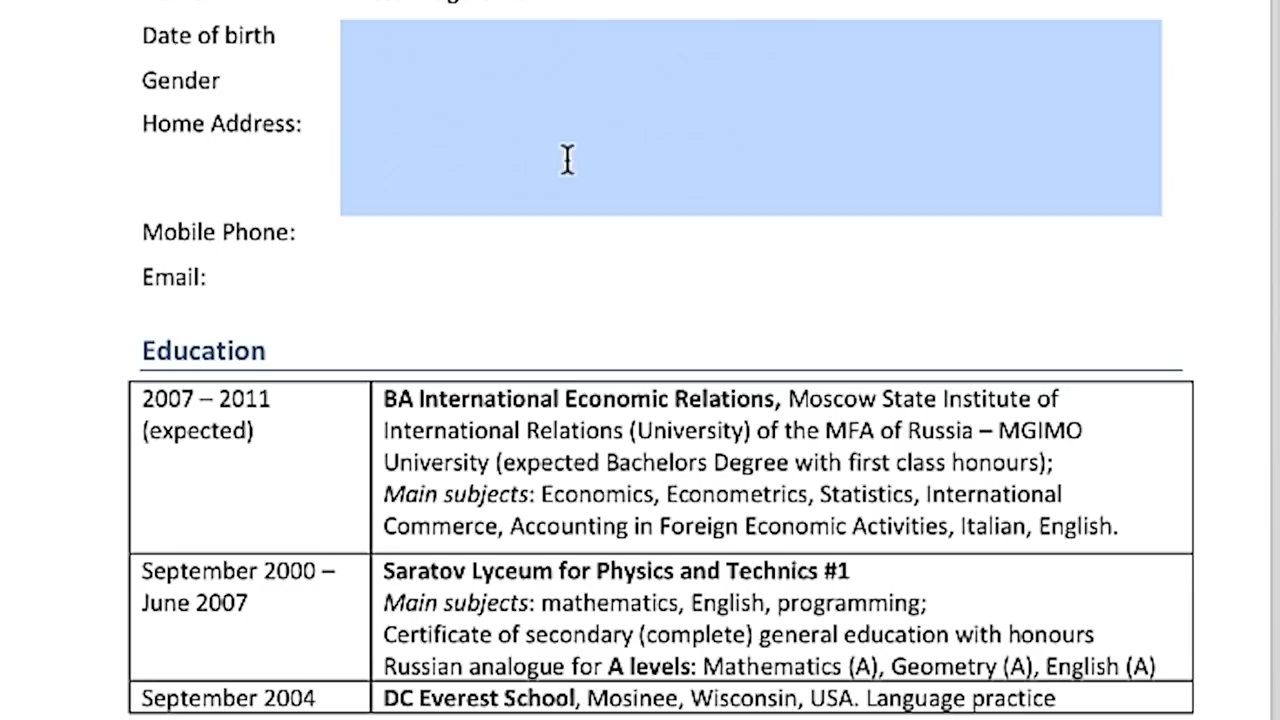 Date of birth
Gender
Home Address:
Mobile Phone:
Email:
Education
2007 – 2011
(expected)
BA International Economic Relations, Moscow State Institute of
International Relations (University) of the MFA of Russia – MGIMO
University (expected Bachelors Degree with first class honours);
Main subjects: Economics, Econometrics, Statistics, International
Commerce, Accounting in Foreign Economic Activities, Italian, English.
September 2000 –
June 2007
Saratov Lyceum for Physics and Technics #1
Main subjects: mathematics, English, programming;
Certificate of secondary (complete) general education with honours
Russian analogue for A levels: Mathematics (A), Geometry (A), English (A)
September 2004
DC Everest School, Mosinee, Wisconsin, USA. Language practice